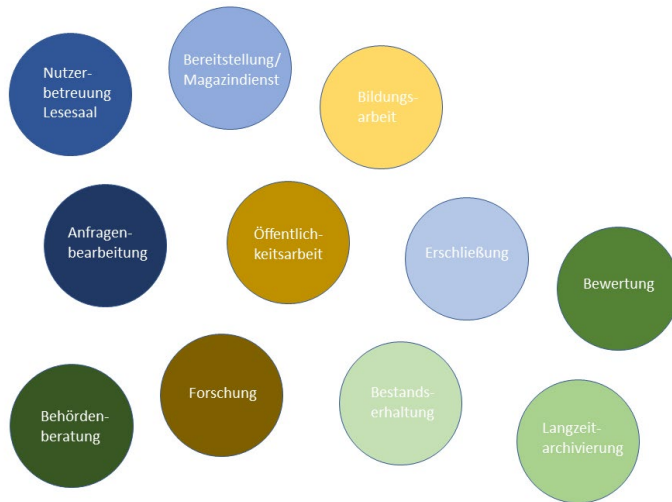 Nutzer-
betreuung
Lesesaal
Bereitstellung/
Magazindienst
Bildungs-
arbeit
Anfragen-
bearbeitung
Öffentlich-
keitsarbeit
Erschließung
Bewertung
Behörden-
beratung
Forschung
Bestands-
erhaltung
Langzeit-
archivierung